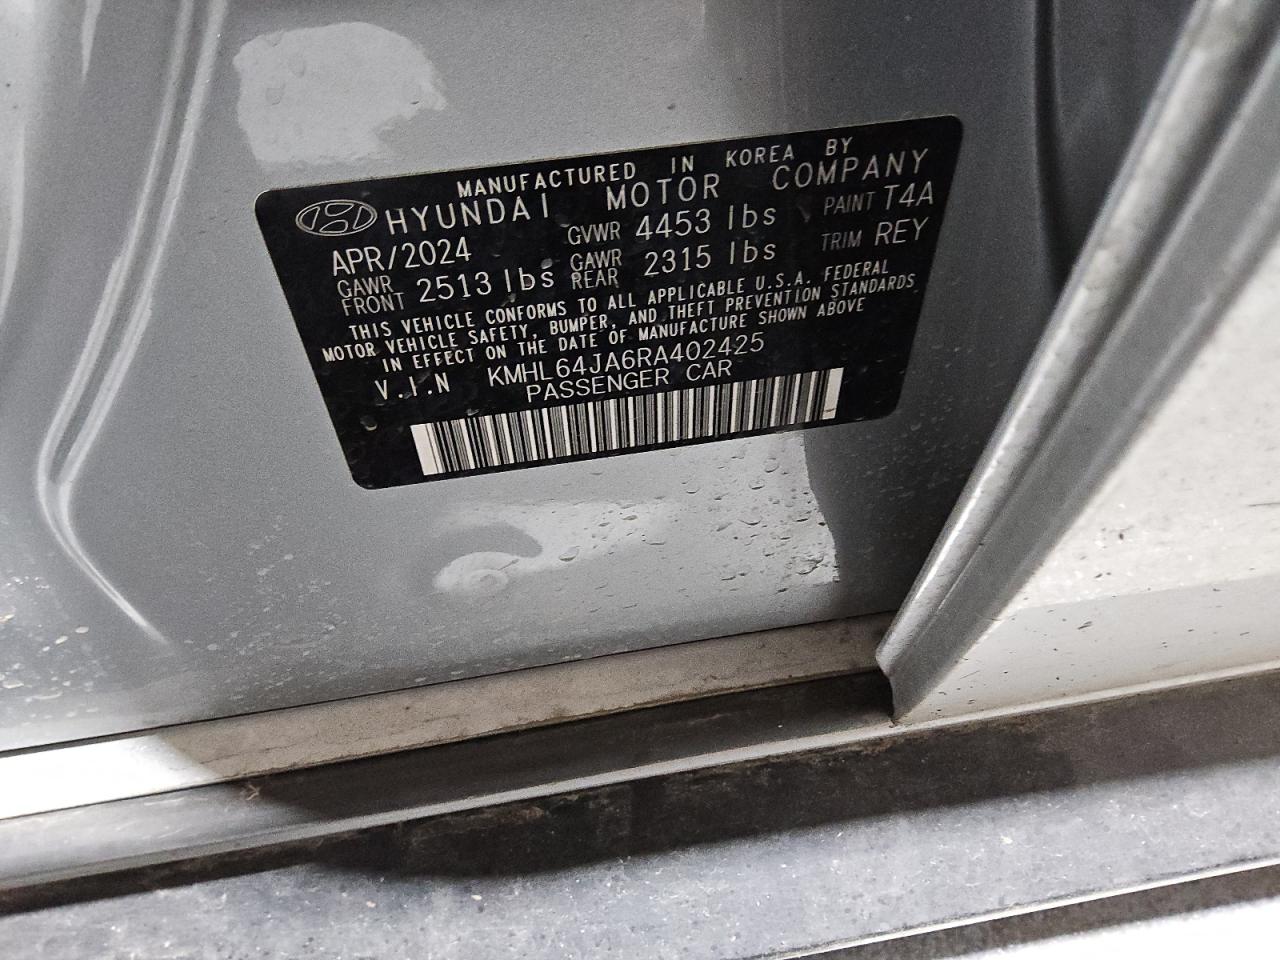 MANUFACTURED IN KOREA BY
HYUNDAI MOTOR COMPANY
APR/2024 GVWR 4453 lbs PAINT T4A
GAWR FRONT 2513 lbs GAWR REAR 2315 lbs TRIM REY
THIS VEHICLE CONFORMS TO ALL APPLICABLE U.S.A. FEDERAL
MOTOR VEHICLE SAFETY, BUMPER, AND THEFT PREVENTION STANDARDS
IN EFFECT ON THE DATE OF MANUFACTURE SHOWN ABOVE
V.I.N KMHL64JA6RA402425
PASSENGER CAR